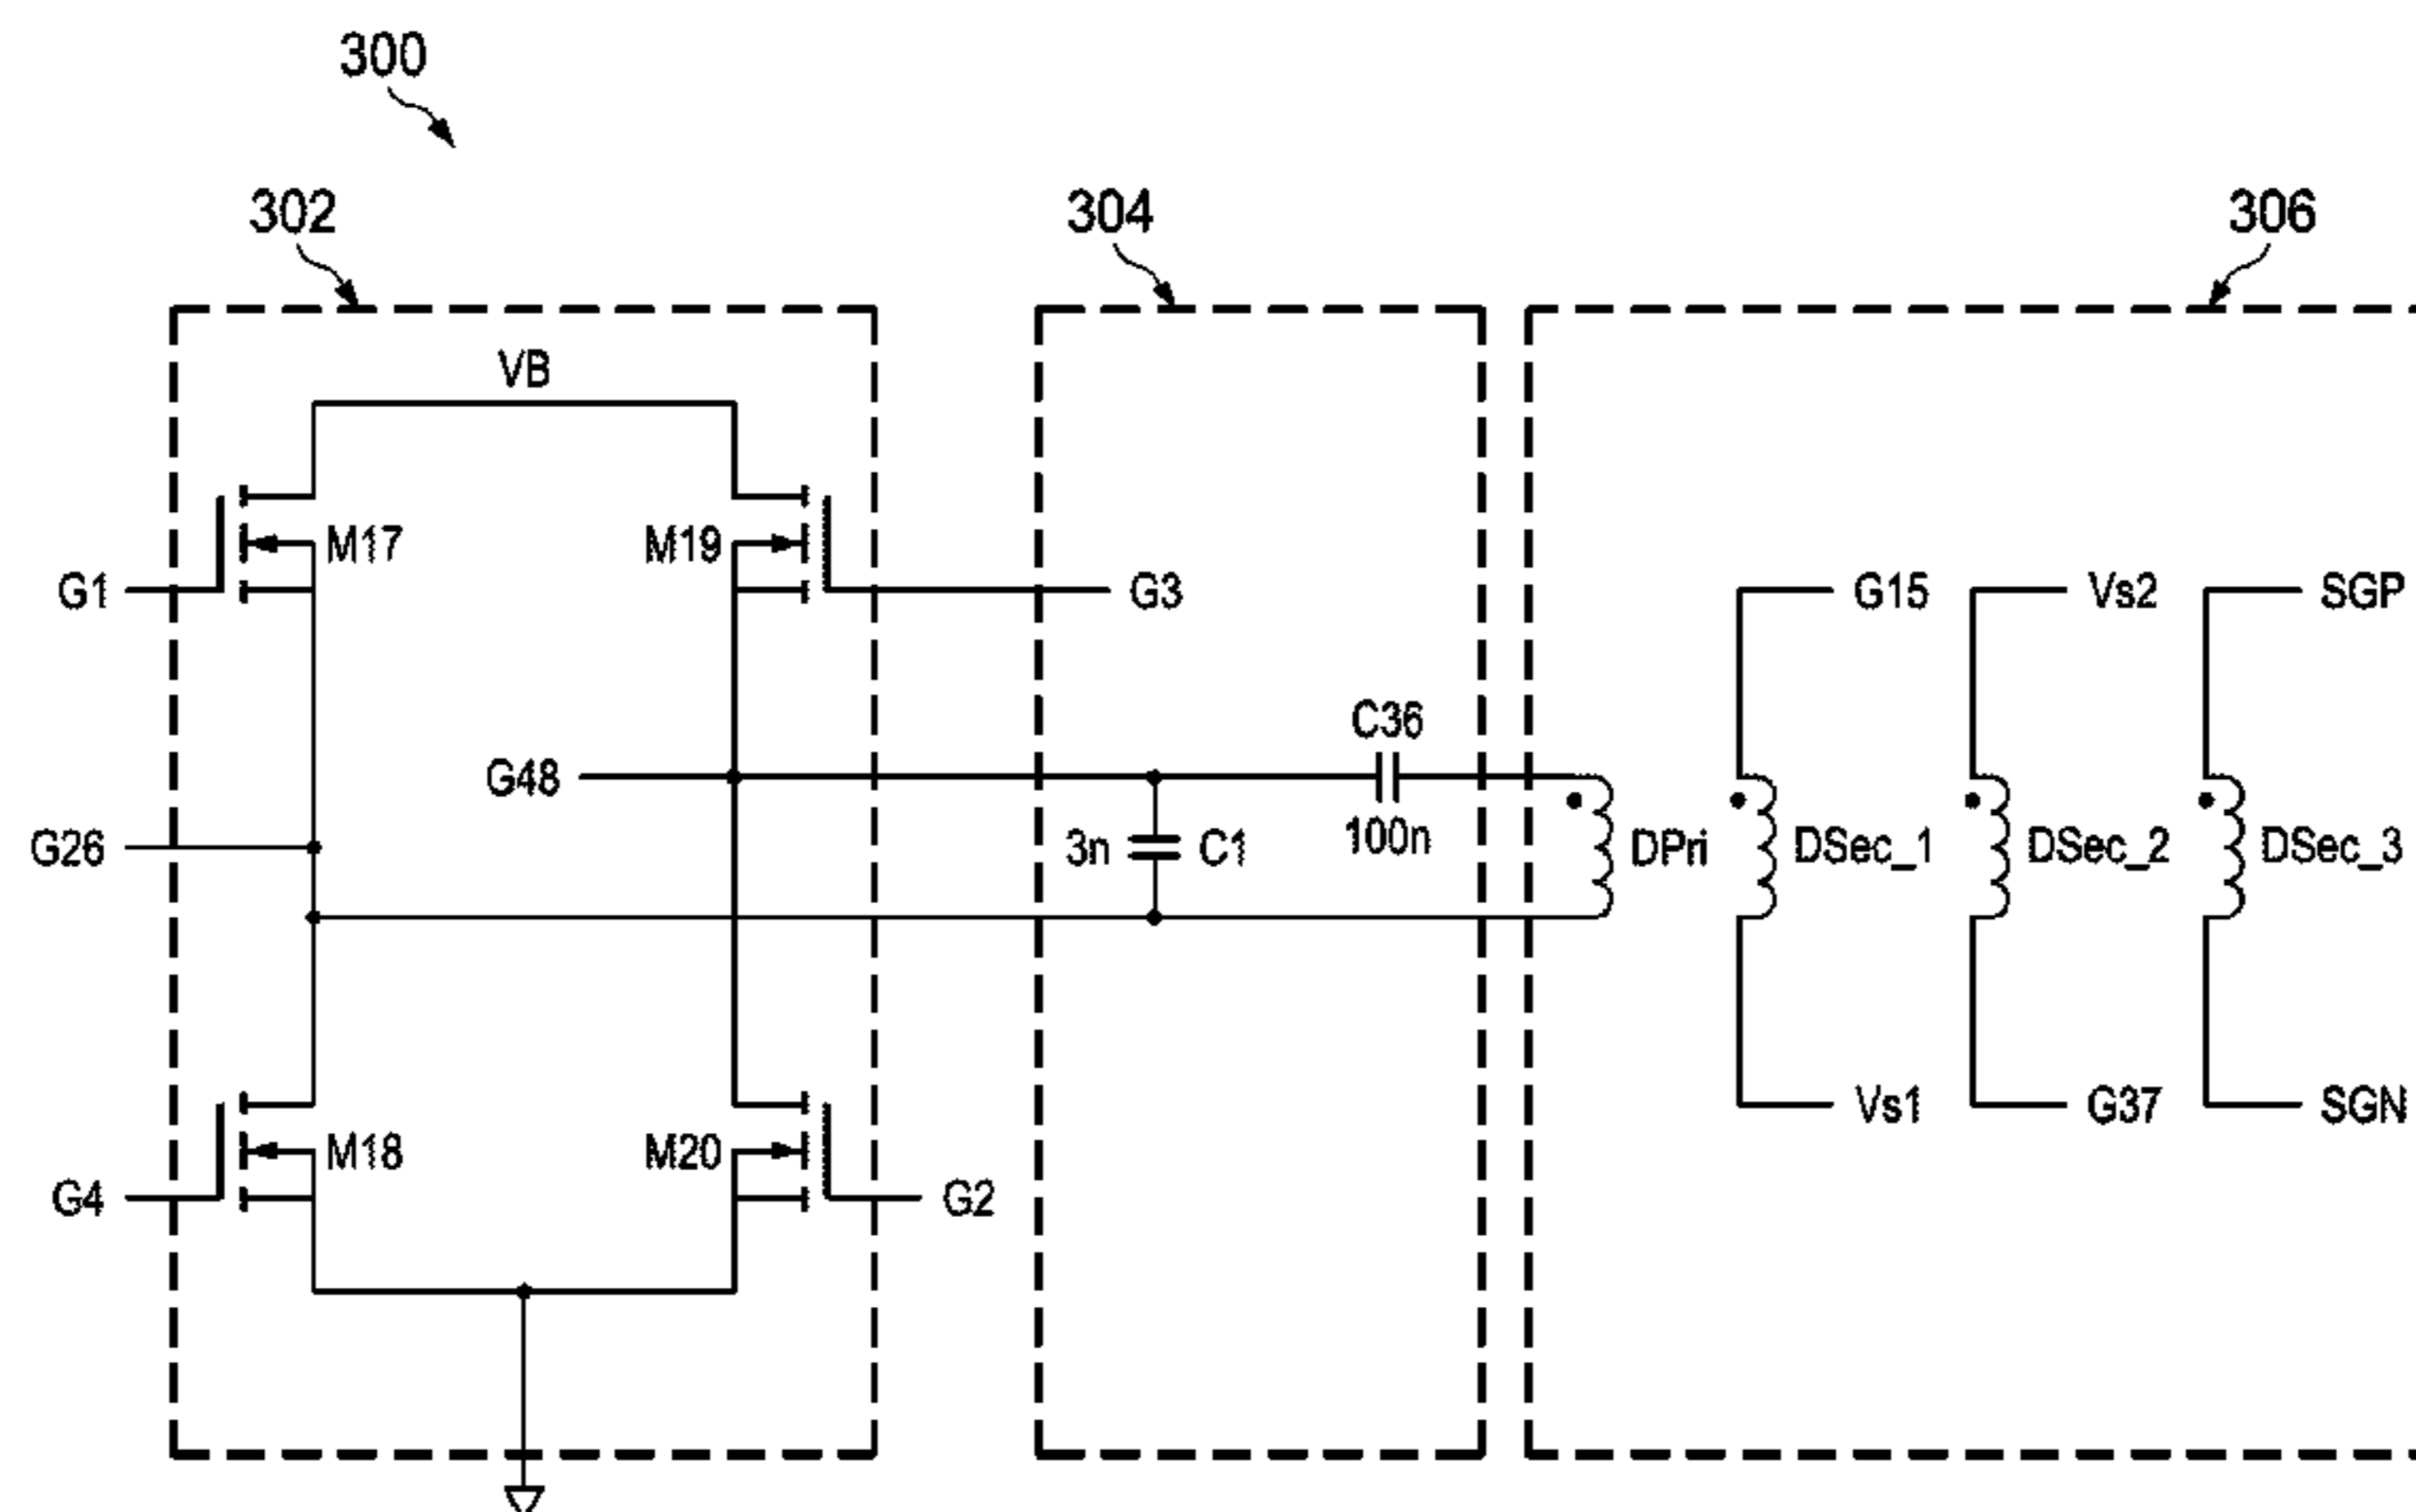 300
302
304
306
VB
M17
M19
G1
G3
G15
Vs2
SGP
C36
G48
100n
G26
3n
C1
DPri
DSec_1
DSec_2
DSec_3
M18
M20
Vs1
G37
SGN
G4
G2